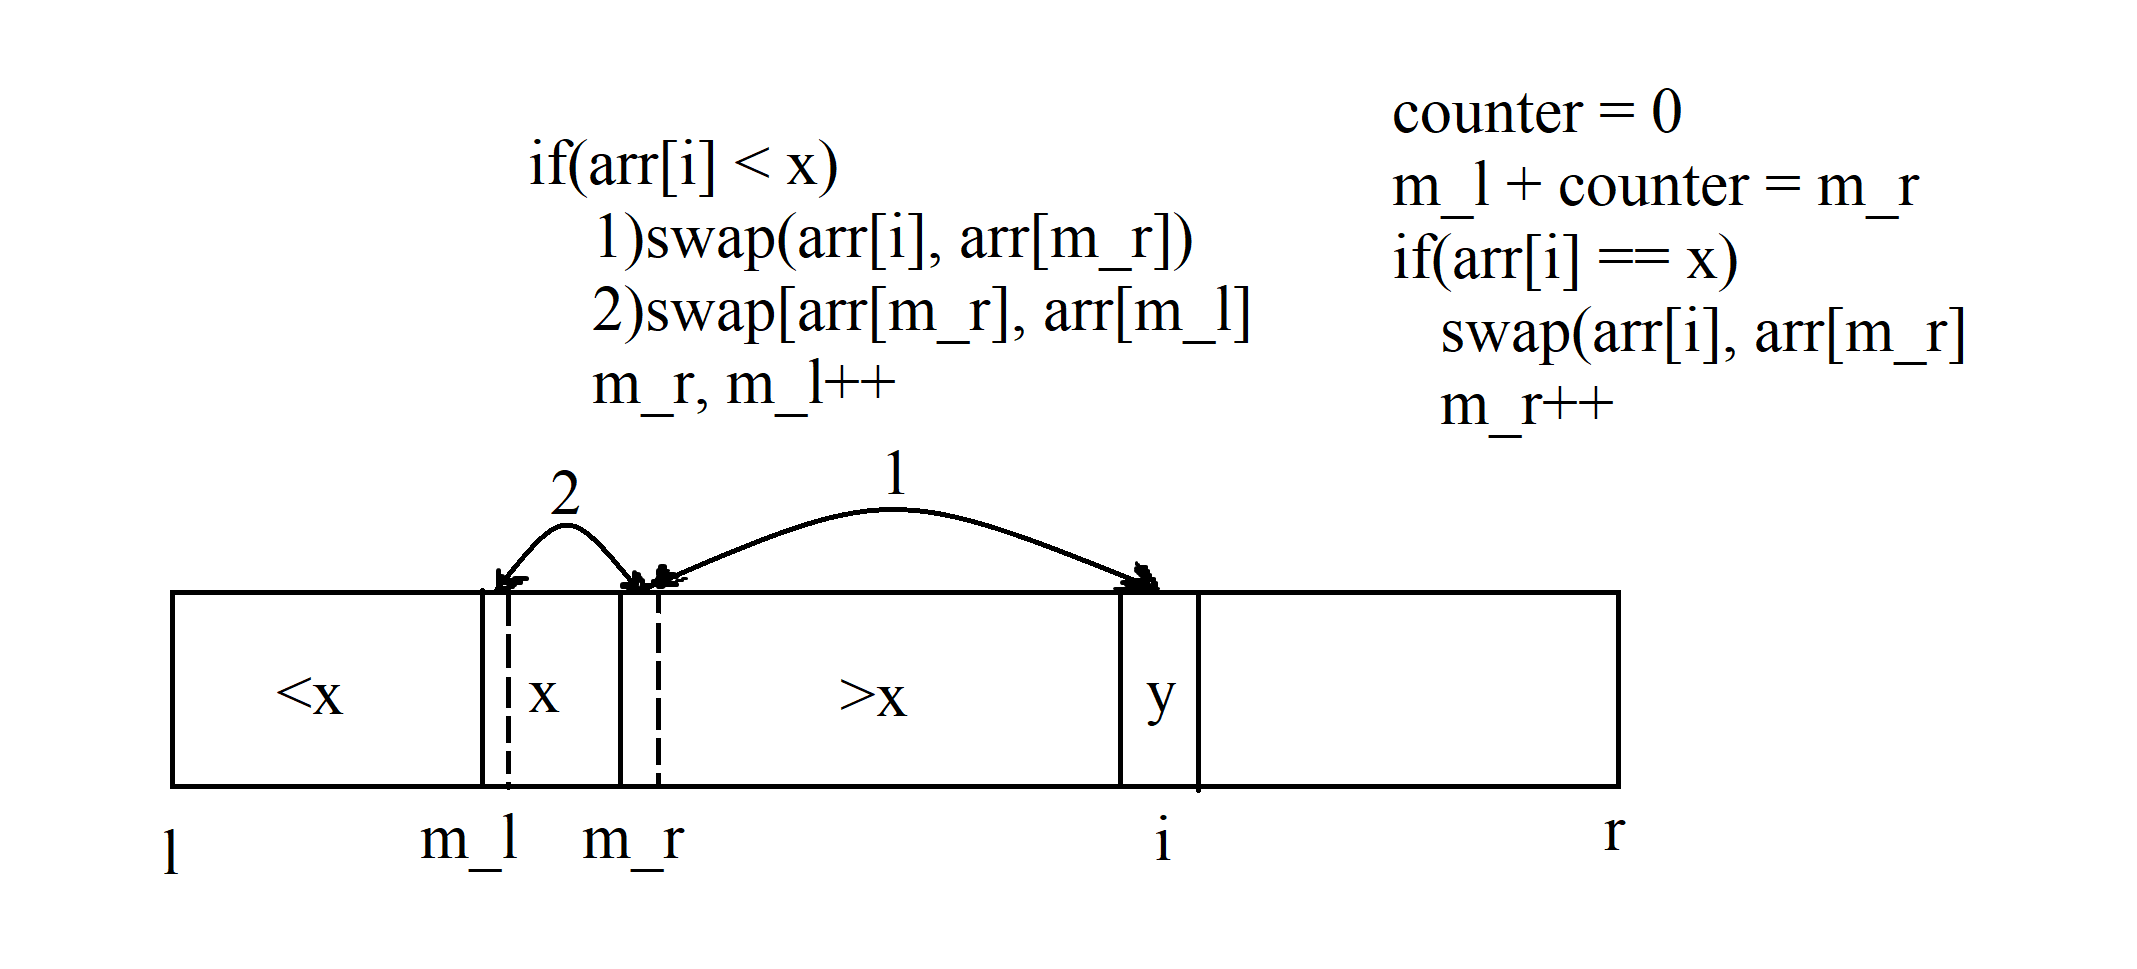 if(arr[i] < x)
1)swap(arr[i], arr[m_r])
2)swap[arr[m_r], arr[m_l]
m_r, m_l++
counter = 0
m_l + counter = m_r
if(arr[i] == x)
swap(arr[i], arr[m_r]
m_r++
2 1
<x x >x y
l m_l m_r i r